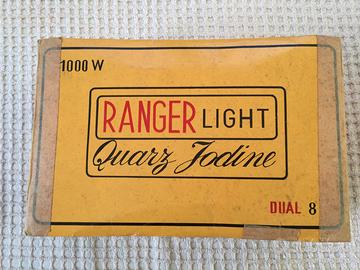 1000 W
RANGER LIGHT
Quarz Jodine
DUAL 8